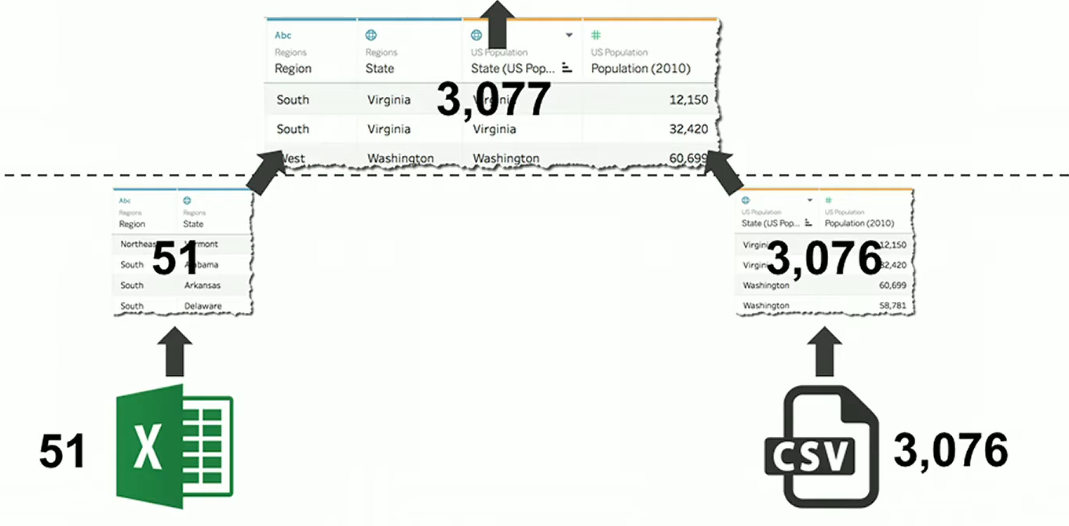 Abc
Regions Regions US Population US Population
Region State State (US Pop... Population (2010)
South Virginia Virginia 12,150
3,077
South Virginia Virginia 32,420
West Washington Washington 60,699
Abc
Regions Regions
Region State
Northeast Vermont
51
South Alabama
South Arkansas
South Delaware
US Population US Population
State (US Pop... Population (2010)
Virginia 12,150
3,076
Virginia 32,420
Washington 60,699
Washington 58,781
51 X
CSV 3,076